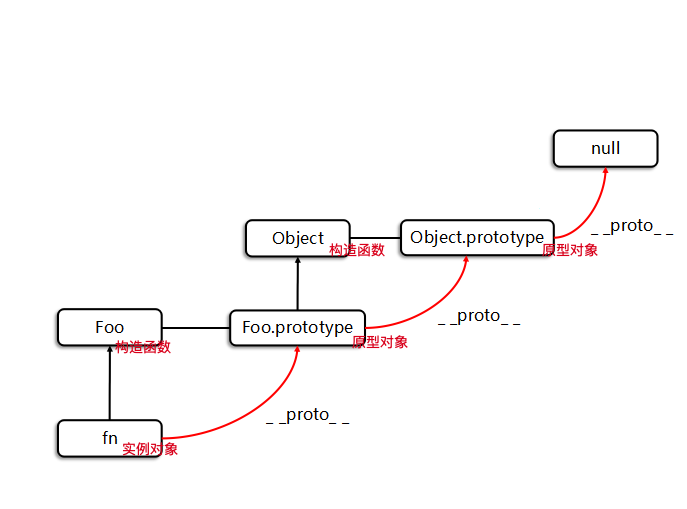 null
_ _proto_ _
Object
构造函数
Object.prototype
原型对象
_ _proto_ _
Foo
构造函数
Foo.prototype
原型对象
_ _proto_ _
fn
实例对象